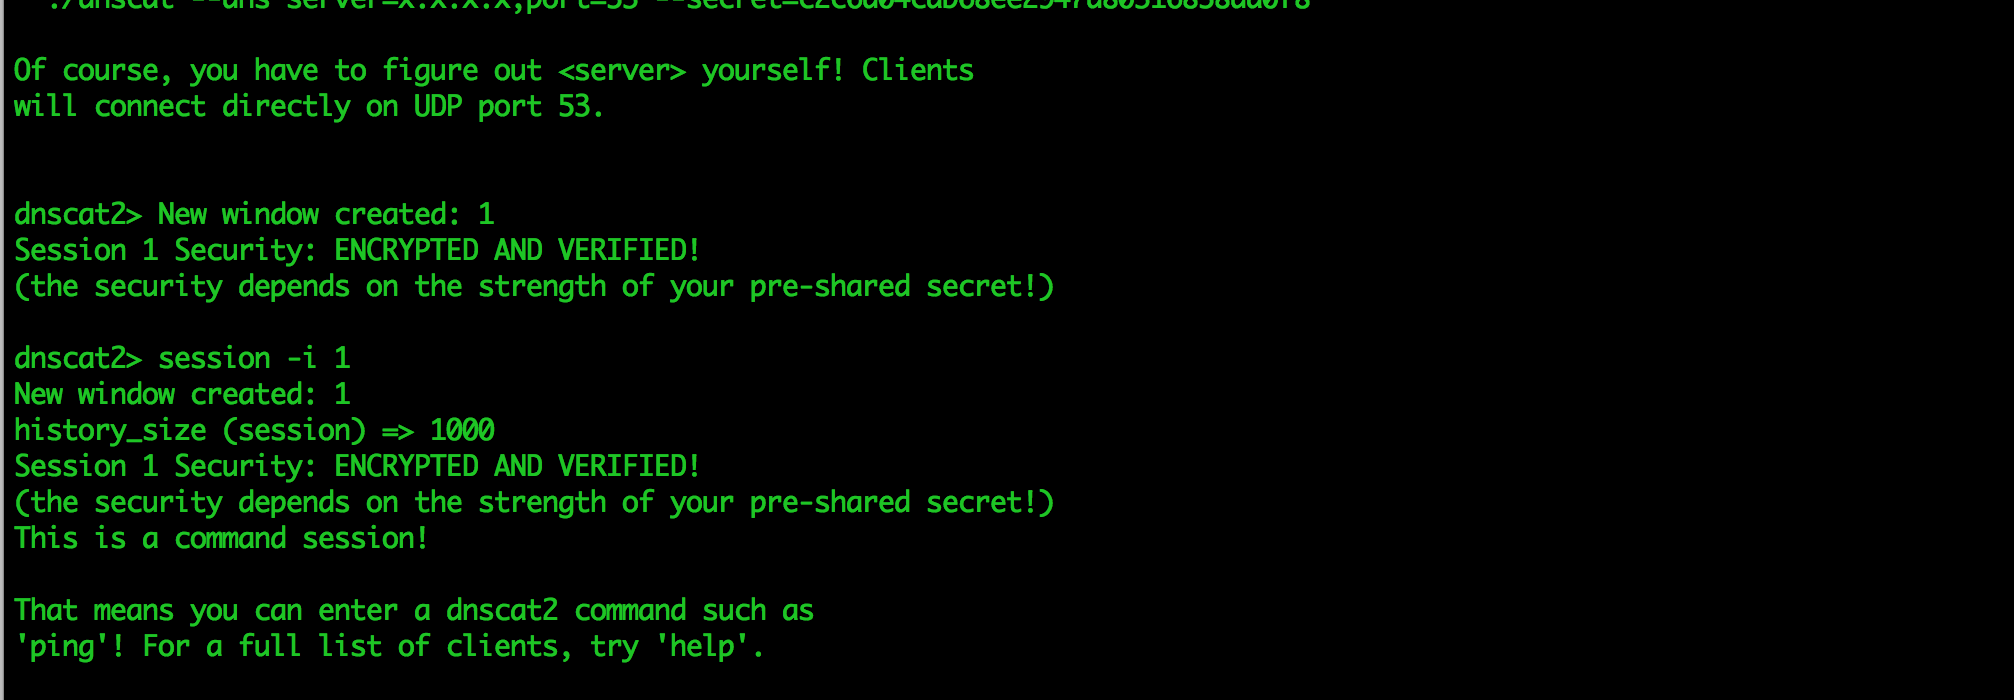 Of course, you have to figure out <server> yourself! Clients
will connect directly on UDP port 53.
dnscat2> New window created: 1
Session 1 Security: ENCRYPTED AND VERIFIED!
(the security depends on the strength of your pre-shared secret!)
dnscat2> session -i 1
New window created: 1
history_size (session) => 1000
Session 1 Security: ENCRYPTED AND VERIFIED!
(the security depends on the strength of your pre-shared secret!)
This is a command session!
That means you can enter a dnscat2 command such as
'ping'! For a full list of clients, try 'help'.